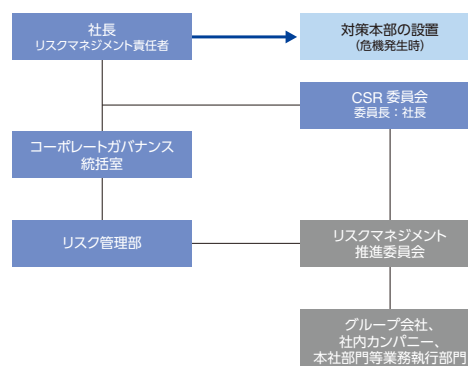 社長
リスクマネジメント責任者
対策本部の設置
(危機発生時)
CSR 委員会
委員長：社長
コーポレートガバナンス
統括室
リスク管理部
リスクマネジメント
推進委員会
グループ会社、
社内カンパニー、
本社部門等業務執行部門